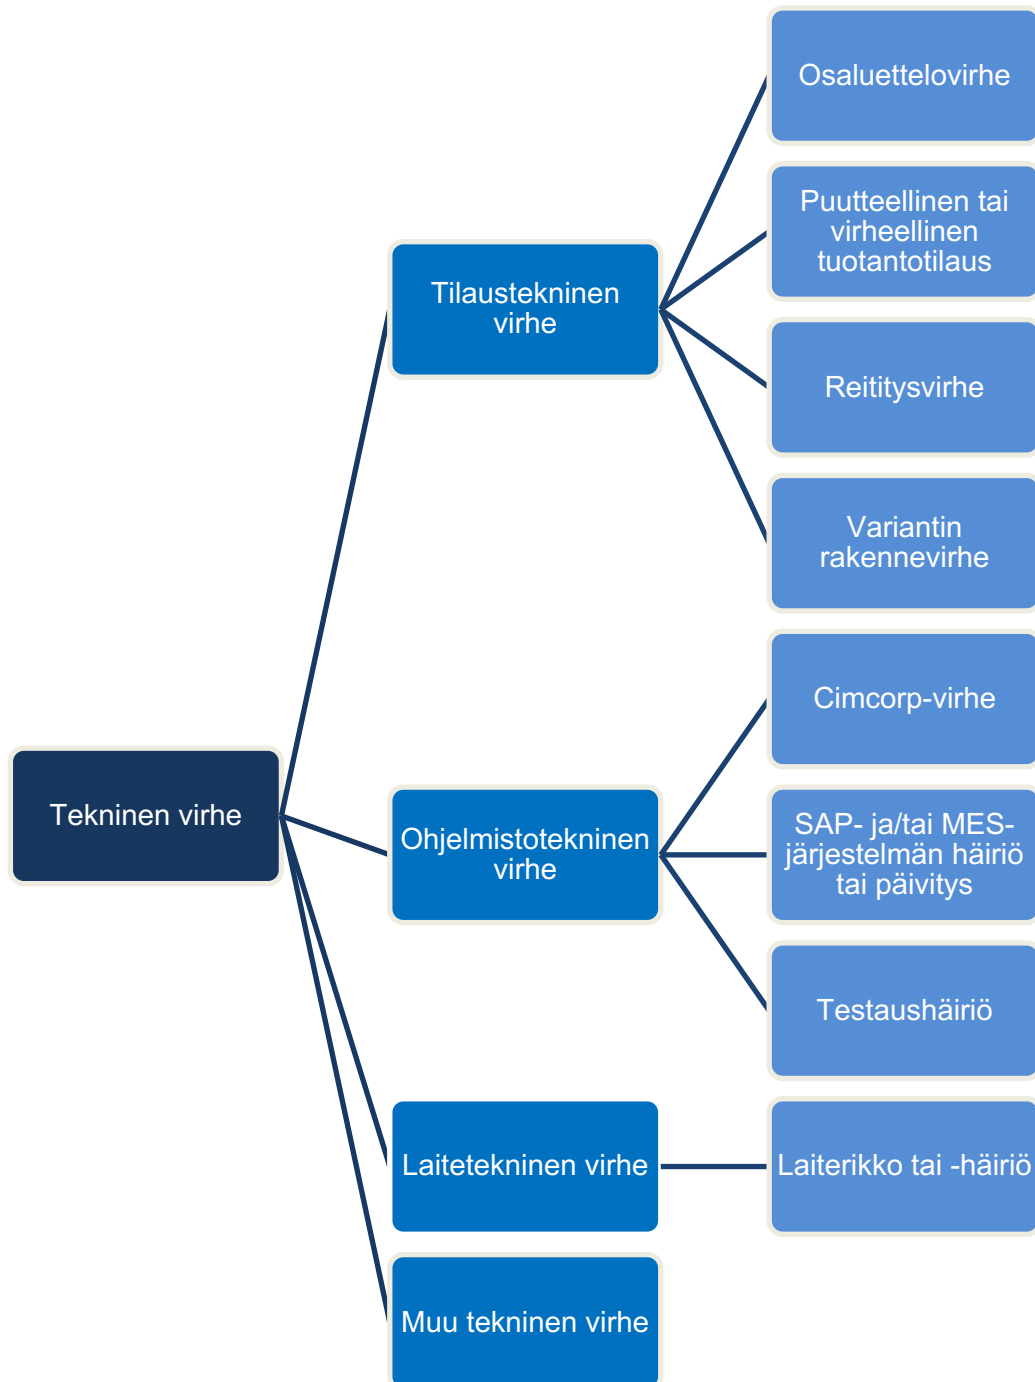 Tekninen virhe
Tilaustekninen
virhe
Osaluettelovirhe
Puutteellinen tai
virheellinen
tuotantotilaus
Reititysvirhe
Variantin
rakennevirhe
Ohjelmistotekninen
virhe
Cimcorp-virhe
SAP- ja/tai MES-
järjestelmän häiriö
tai päivitys
Testaushäiriö
Laitetekninen virhe
Laiterikko tai -häiriö
Muu tekninen virhe